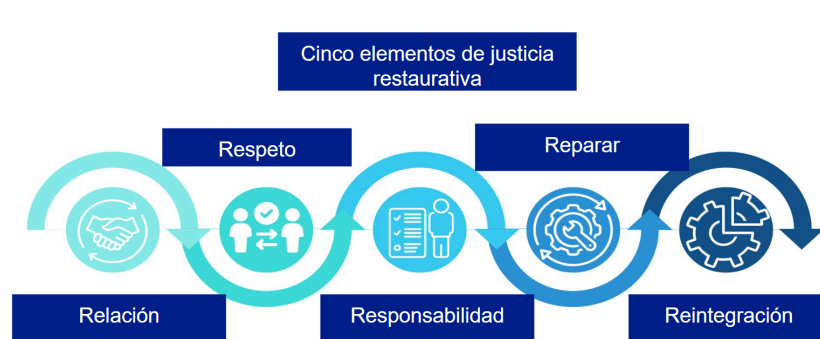 Cinco elementos de justicia
restaurativa
Respeto
Reparar
Relación
Responsabilidad
Reintegración